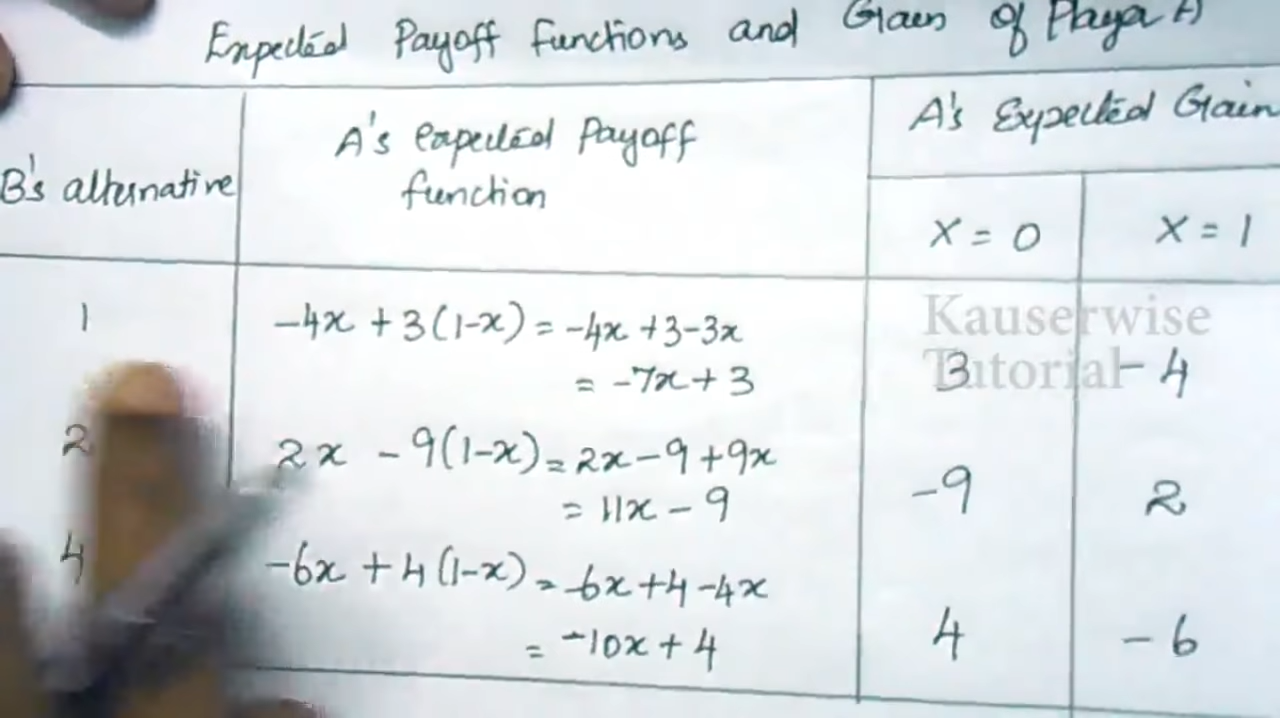 Expected Payoff functions and Gain of Player A
B's alternative
A's expected Payoff
function
A's Expected Gain
X = 0
X = 1
1
-4x + 3(1-x) = -4x + 3 - 3x
= -7x + 3
3
-4
2
2x - 9(1-x) = 2x - 9 + 9x
= 11x - 9
-9
2
4
-6x + 4(1-x) = -6x + 4 - 4x
= -10x + 4
4
-6
Kauserwise
Tutorial